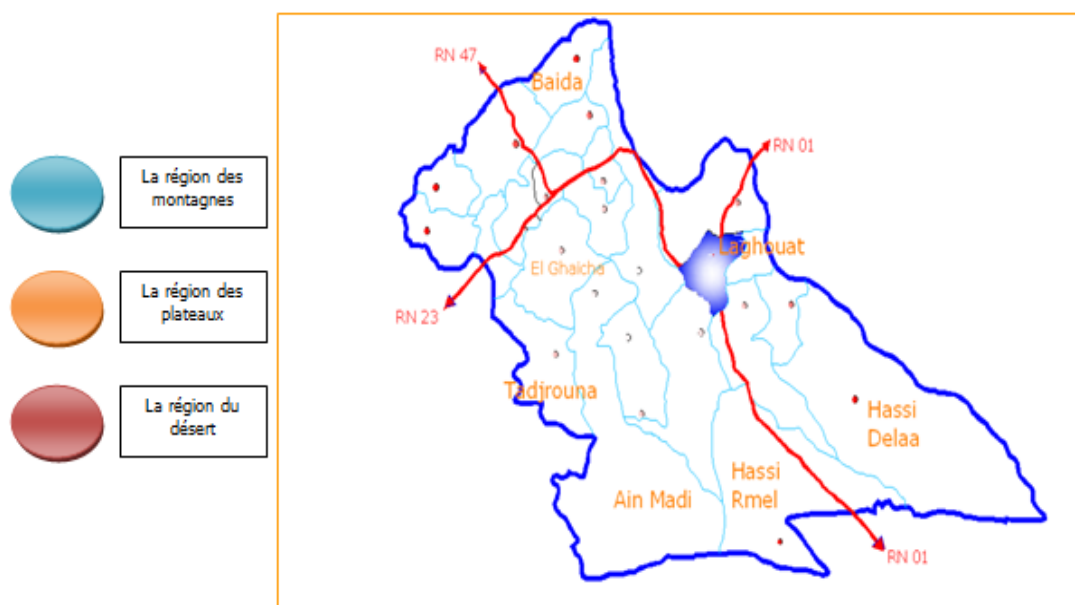 La région des
montagnes
La région des
plateaux
La région du
désert
RN 47
Baida
RN 01
Laghouat
El Ghaicha
RN 23
Tadjrouna
Hassi
Delaa
Hassi
Rmel
Ain Madi
RN 01